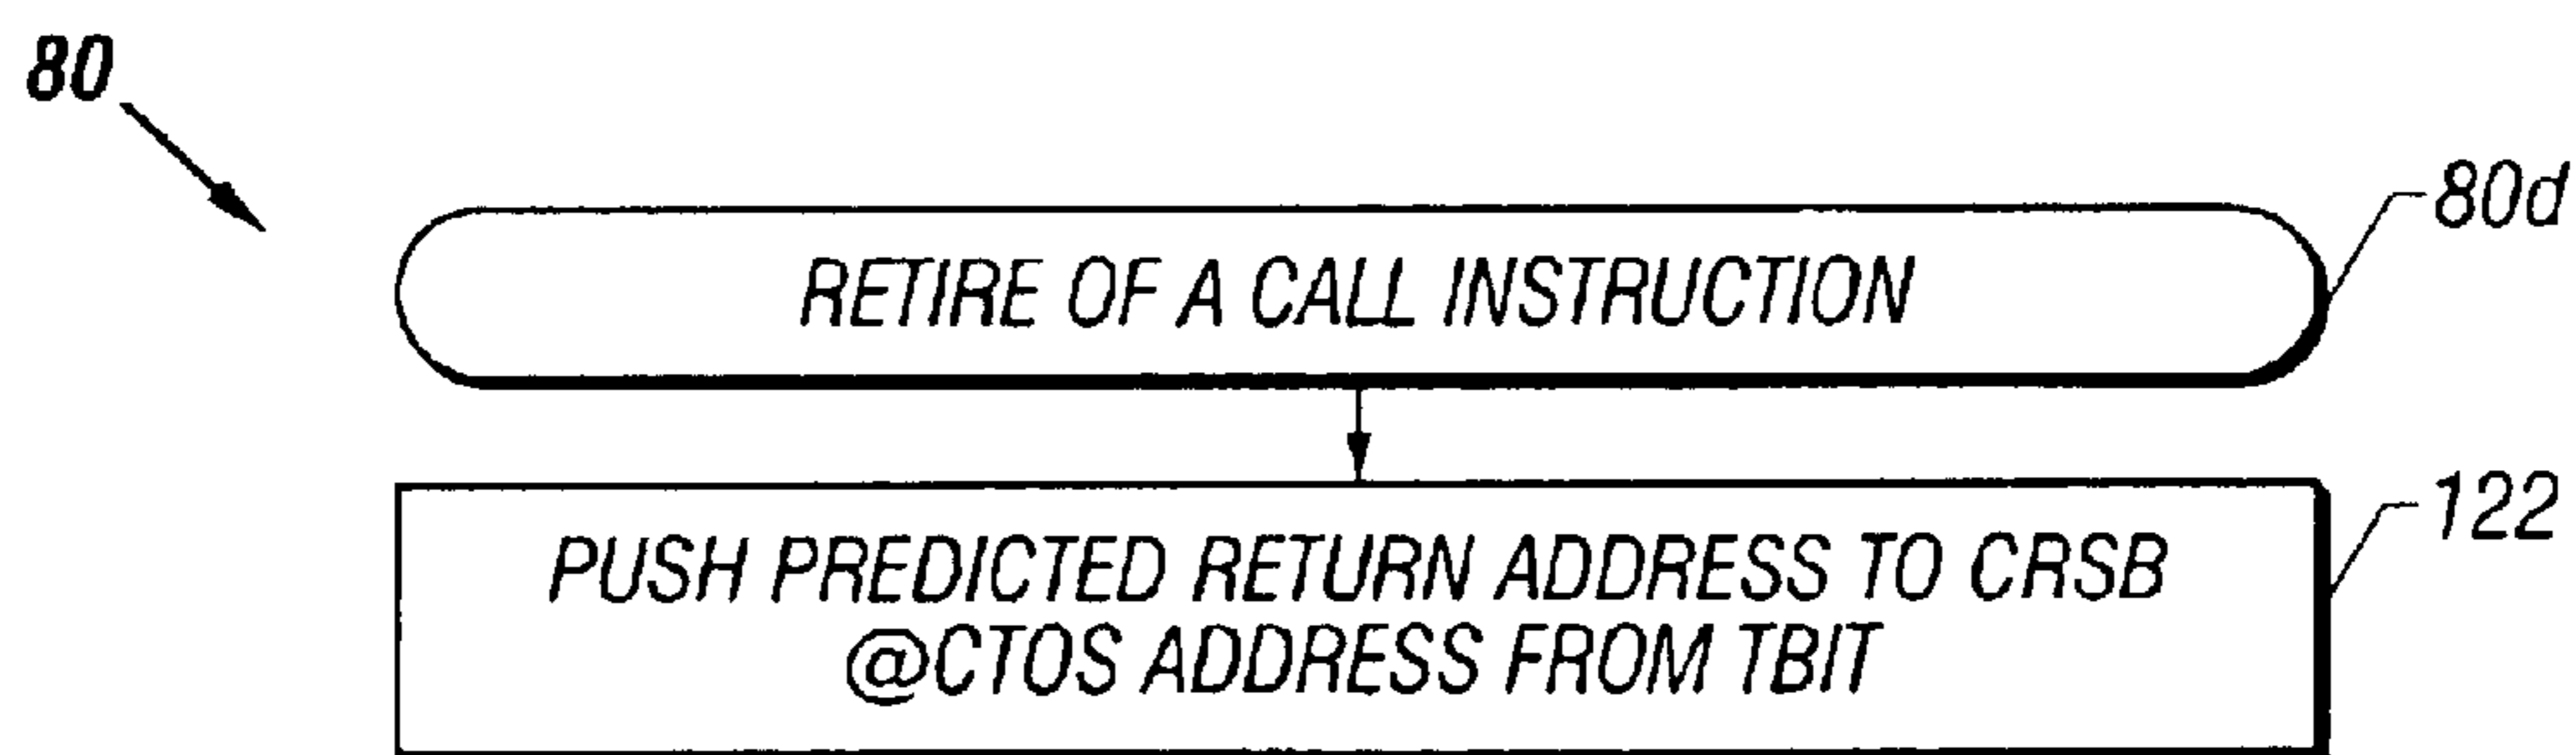 80
80d
RETIRE OF A CALL INSTRUCTION
122
PUSH PREDICTED RETURN ADDRESS TO CRSB
@CTOS ADDRESS FROM TBIT